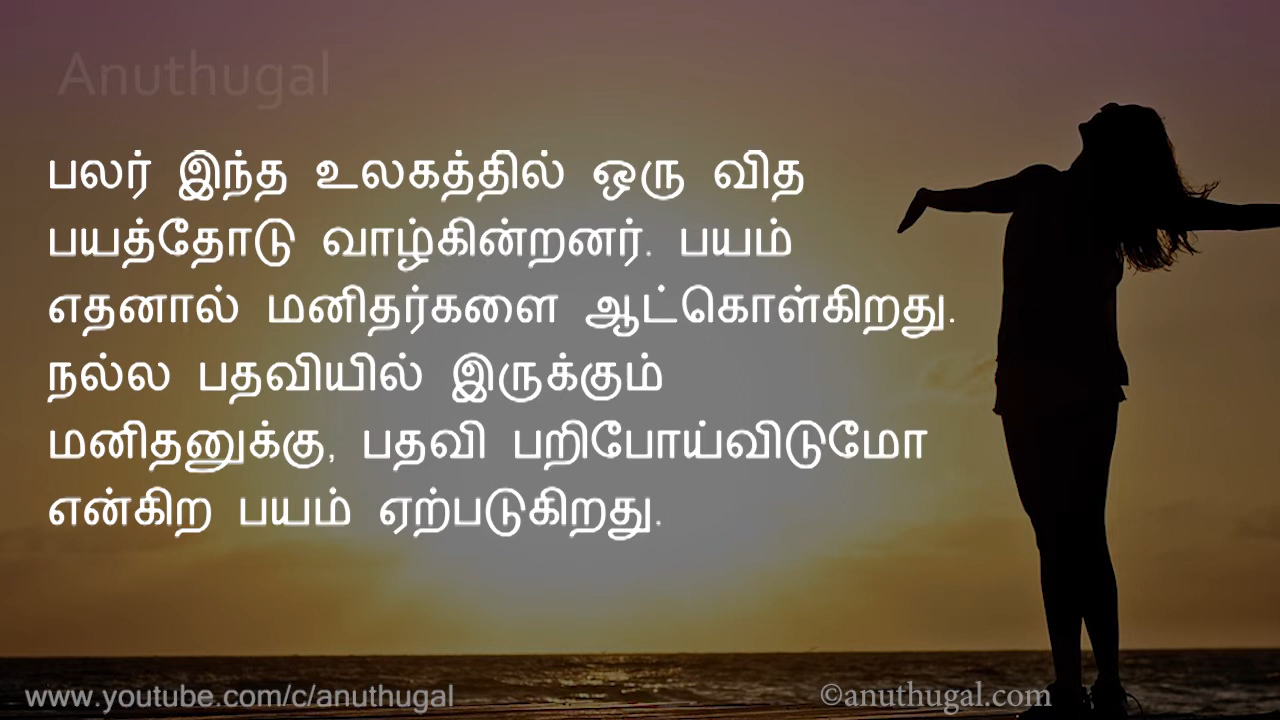 Anuthugal
பலர் இந்த உலகத்தில் ஒரு வித
பயத்தோடு வாழ்கின்றனர். பயம்
எதனால் மனிதர்களை ஆட்கொள்கிறது.
நல்ல பதவியில் இருக்கும்
மனிதனுக்கு, பதவி பறிபோய்விடுமோ
என்கிற பயம் ஏற்படுகிறது.
www.youtube.com/c/anuthugal
©anuthugal.com